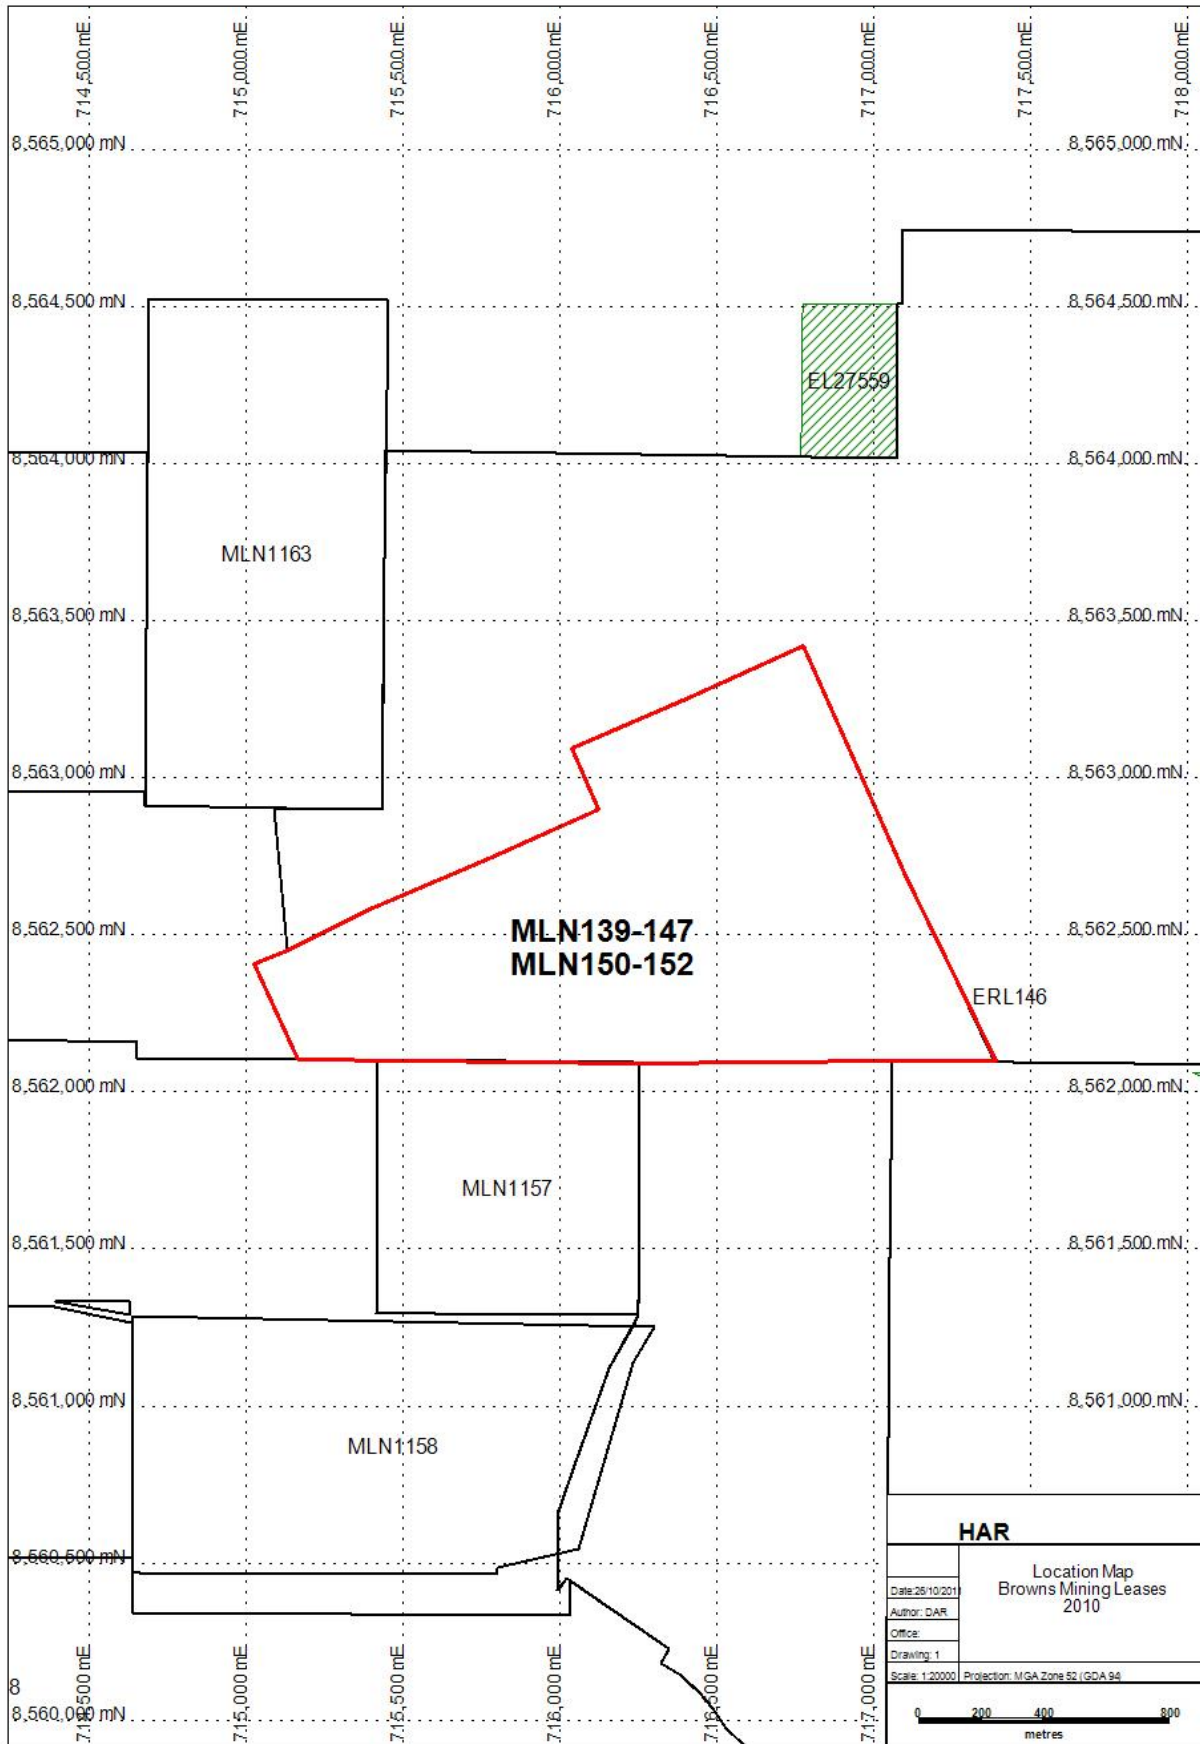 714,500 mE
715,000 mE
715,500 mE
716,000 mE
716,500 mE
717,000 mE
717,500 mE
718,000 mE
8,565,000 mN
8,565,000 mN
8,564,500 mN
8,564,500 mN
EL27559
8,564,000 mN
8,564,000 mN
MLN1163
8,563,500 mN
8,563,500 mN
8,563,000 mN
8,563,000 mN
8,562,500 mN
8,562,500 mN
MLN139-147
MLN150-152
ERL146
8,562,000 mN
8,562,000 mN
MLN1157
8,561,500 mN
8,561,500 mN
8,561,000 mN
8,561,000 mN
MLN1158
8,560,500 mN
HAR
Location Map
Browns Mining Leases
2010
Author: DAR
Office:
Drawing: 1
Scale: 1:20000
Projection: MGA Zone 52 (GDA 94)
8
8,560,000 mN
714,500 mE
715,000 mE
715,500 mE
716,000 mE
716,500 mE
717,000 mE
0 200 400 800
metres